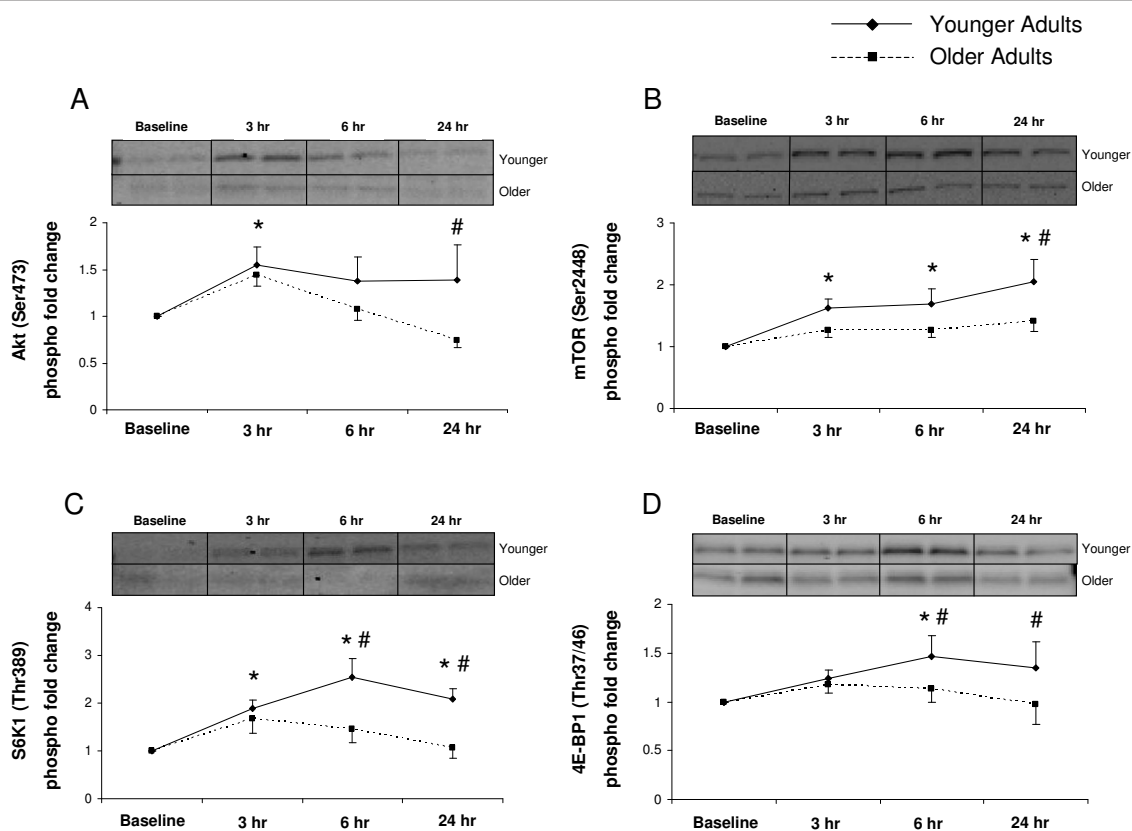 Younger Adults
Older Adults
A
Baseline 3 hr 6 hr 24 hr
Younger
Older
Akt (Ser473)
phospho fold change
2
1.5
1
0.5
0
*
#
Baseline 3 hr 6 hr 24 hr
B
Baseline 3 hr 6 hr 24 hr
Younger
Older
mTOR (Ser2448)
phospho fold change
3
2
1
0
*
*
* #
Baseline 3 hr 6 hr 24 hr
C
Baseline 3 hr 6 hr 24 hr
Younger
Older
S6K1 (Thr389)
phospho fold change
4
3
2
1
0
*
* #
* #
Baseline 3 hr 6 hr 24 hr
D
Baseline 3 hr 6 hr 24 hr
Younger
Older
4E-BP1 (Thr37/46)
phospho fold change
2
1.5
1
0.5
0
* #
#
Baseline 3 hr 6 hr 24 hr